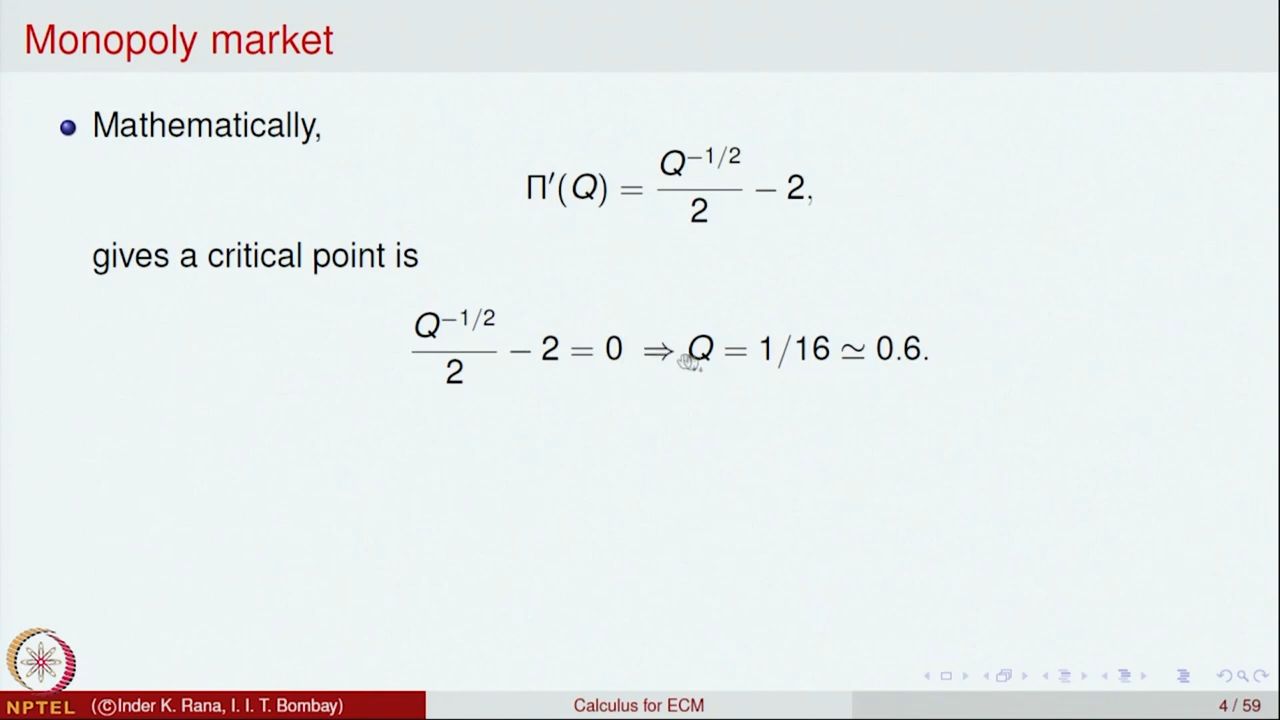 Monopoly market
Mathematically,
Π′(Q) = Q^{−1/2}/2 − 2,
gives a critical point is
Q^{−1/2}/2 − 2 = 0 ⇒ Q = 1/16 ≃ 0.6.
NPTEL (©Inder K. Rana, I. I. T. Bombay) Calculus for ECM 4 / 59